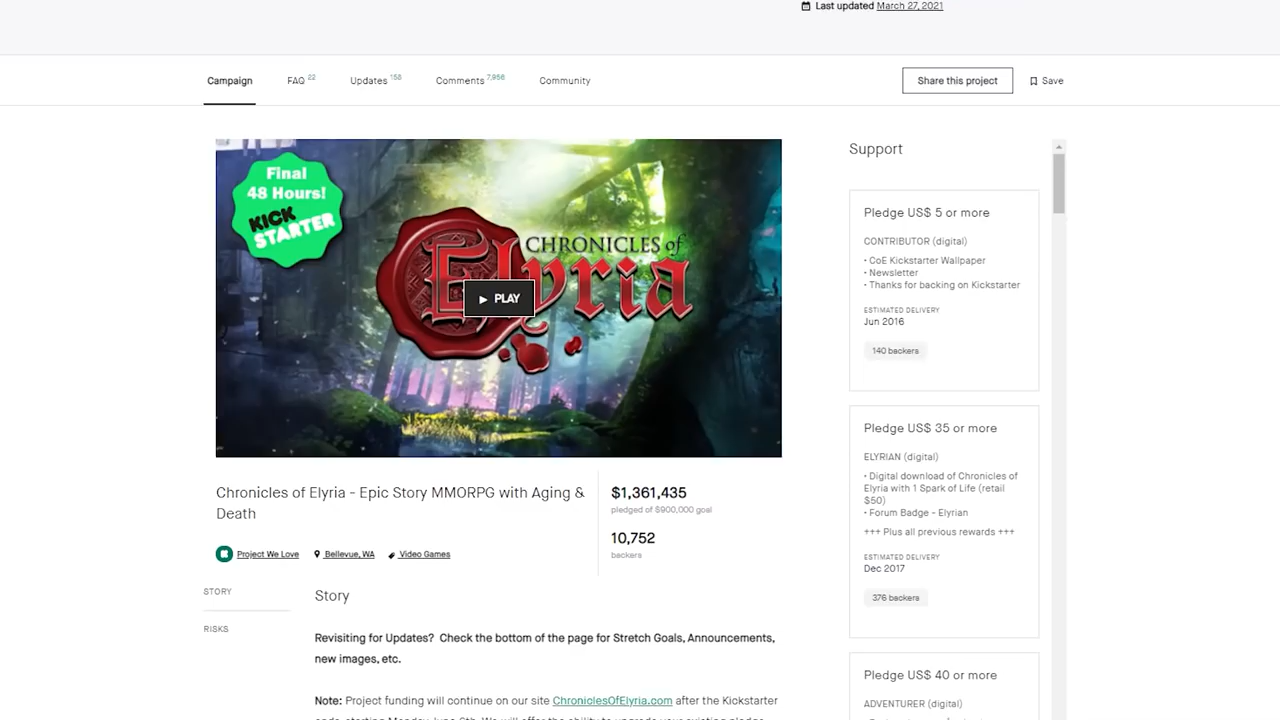 Last updated March 27, 2021
Campaign
FAQ 22
Updates 158
Comments 7,956
Community
Share this project
Save
Final
48 Hours!
KICK
STARTER
CHRONICLES of
Elyria
PLAY
Support
Pledge US$ 5 or more
CONTRIBUTOR (digital)
• CoE Kickstarter Wallpaper
• Newsletter
• Thanks for backing on Kickstarter
ESTIMATED DELIVERY
Jun 2016
140 backers
Pledge US$ 35 or more
ELYRIAN (digital)
• Digital download of Chronicles of
Elyria with 1 Spark of Life (retail
$50)
• Forum Badge - Elyrian
+++ Plus all previous rewards +++
ESTIMATED DELIVERY
Dec 2017
376 backers
Pledge US$ 40 or more
ADVENTURER (digital)
Chronicles of Elyria - Epic Story MMORPG with Aging &
Death
$1,361,435
pledged of $900,000 goal
10,752
backers
Project We Love
Bellevue, WA
Video Games
STORY
RISKS
Story
Revisiting for Updates? Check the bottom of the page for Stretch Goals, Announcements,
new images, etc.
Note: Project funding will continue on our site ChroniclesOfElyria.com after the Kickstarter